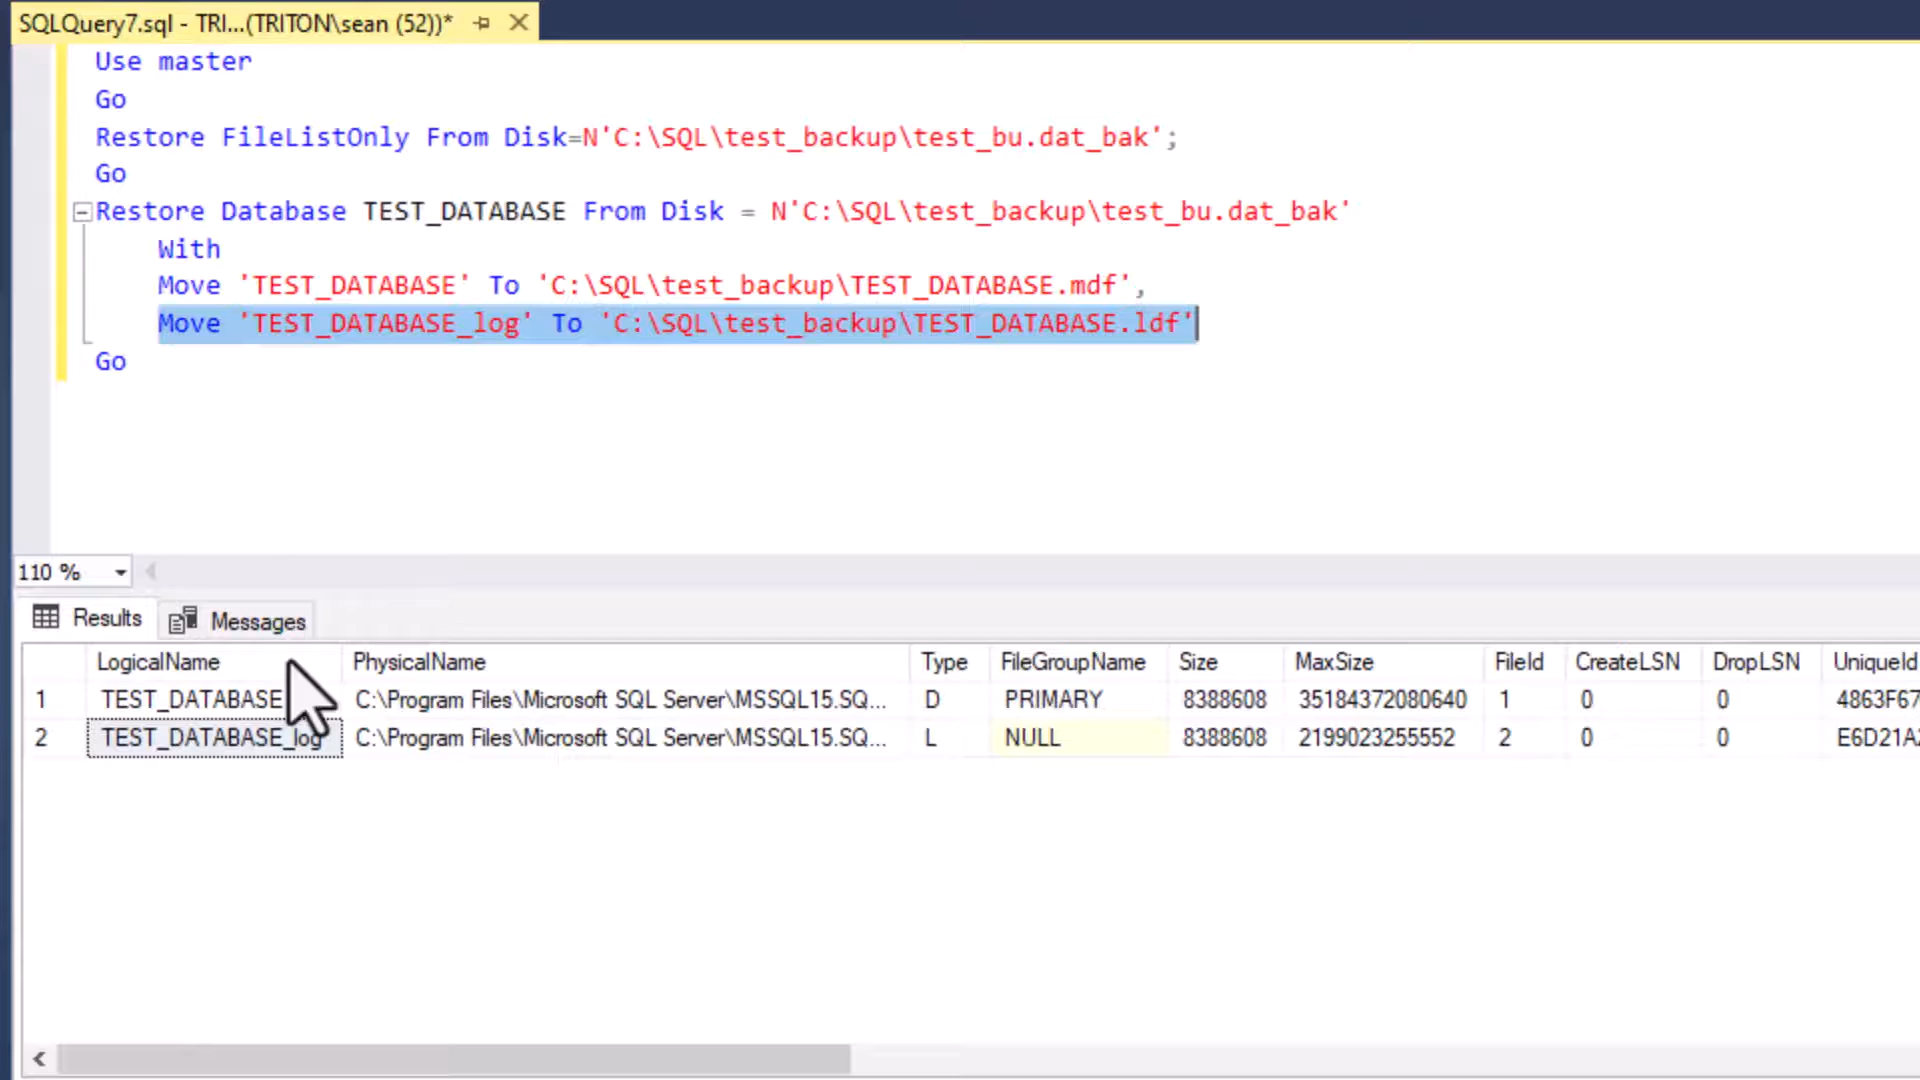 SQLQuery7.sql - TRI...(TRITON\sean (52))*
Use master
Go
Restore FileListOnly From Disk=N'C:\SQL\test_backup\test_bu.dat_bak';
Go
Restore Database TEST_DATABASE From Disk = N'C:\SQL\test_backup\test_bu.dat_bak'
With
Move 'TEST_DATABASE' To 'C:\SQL\test_backup\TEST_DATABASE.mdf',
Move 'TEST_DATABASE_log' To 'C:\SQL\test_backup\TEST_DATABASE.ldf'
Go
110 %
Results Messages
LogicalName PhysicalName Type FileGroupName Size MaxSize FileId CreateLSN DropLSN UniqueId
1 TEST_DATABASE C:\Program Files\Microsoft SQL Server\MSSQL15.SQ... D PRIMARY 8388608 35184372080640 1 0 0 4863F67
2 TEST_DATABASE_log C:\Program Files\Microsoft SQL Server\MSSQL15.SQ... L NULL 8388608 2199023255552 2 0 0 E6D21A